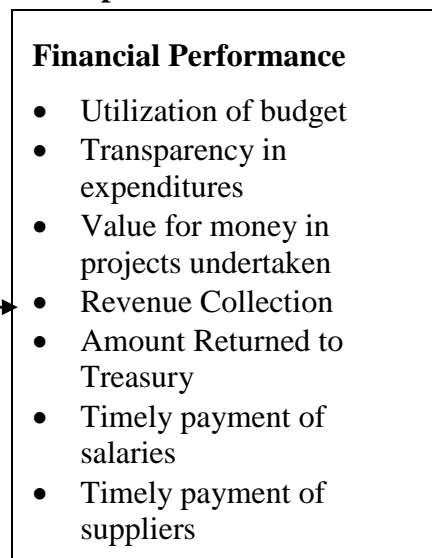 Financial Performance
• Utilization of budget
• Transparency in
expenditures
• Value for money in
projects undertaken
• Revenue Collection
• Amount Returned to
Treasury
• Timely payment of
salaries
• Timely payment of
suppliers